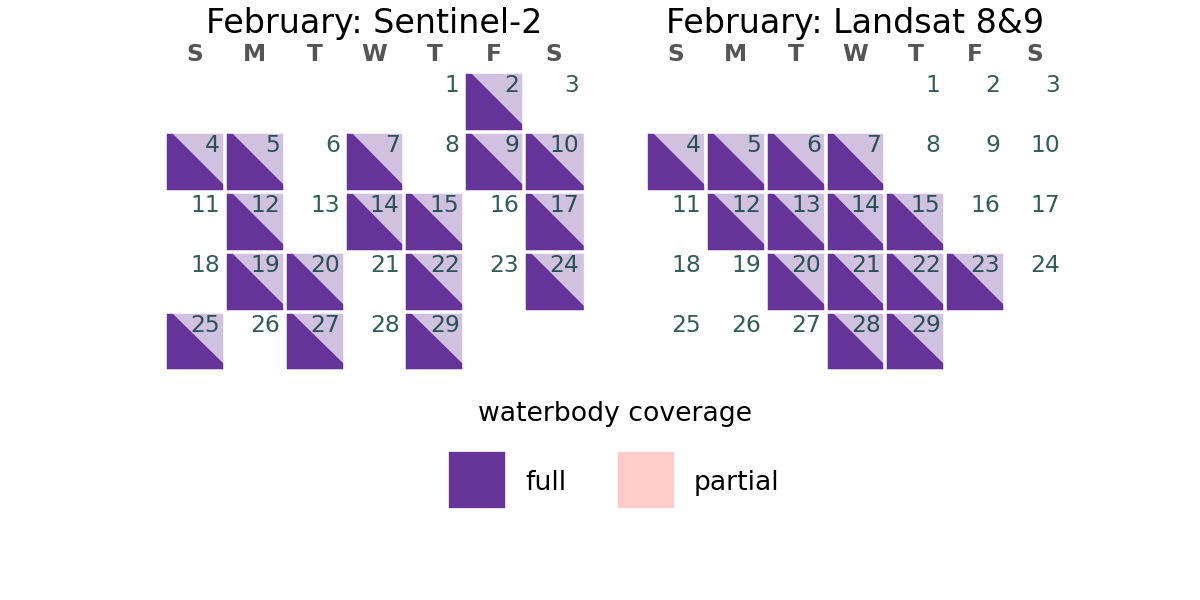 February: Sentinel-2
S M T W T F S
1 2 3
4 5 6 7 8 9 10
11 12 13 14 15 16 17
18 19 20 21 22 23 24
25 26 27 28 29
February: Landsat 8&9
S M T W T F S
1 2 3
4 5 6 7 8 9 10
11 12 13 14 15 16 17
18 19 20 21 22 23 24
25 26 27 28 29
waterbody coverage
full partial